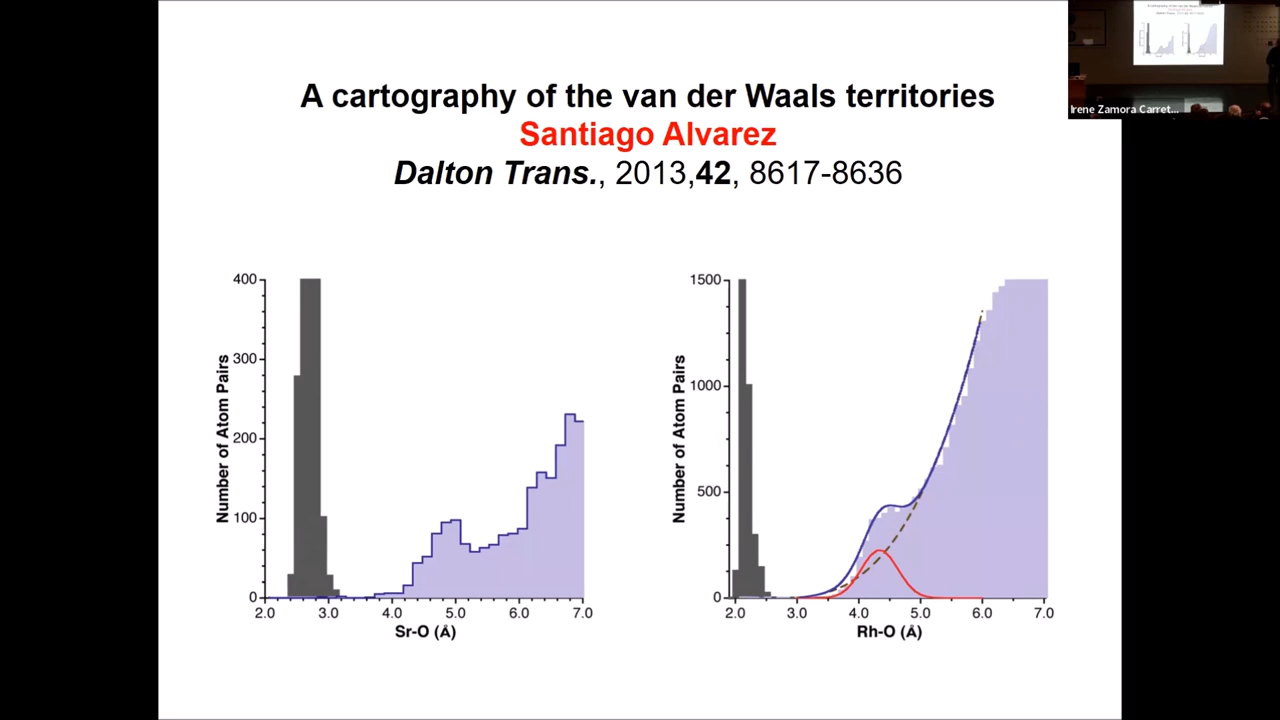 A cartography of the van der Waals territories
Santiago Alvarez
Dalton Trans., 2013,42, 8617-8636
Irene Zamora Carret...
Number of Atom Pairs
400
300
200
100
0
2.0 3.0 4.0 5.0 6.0 7.0
Sr-O (Å)
Number of Atom Pairs
1500
1000
500
0
2.0 3.0 4.0 5.0 6.0 7.0
Rh-O (Å)